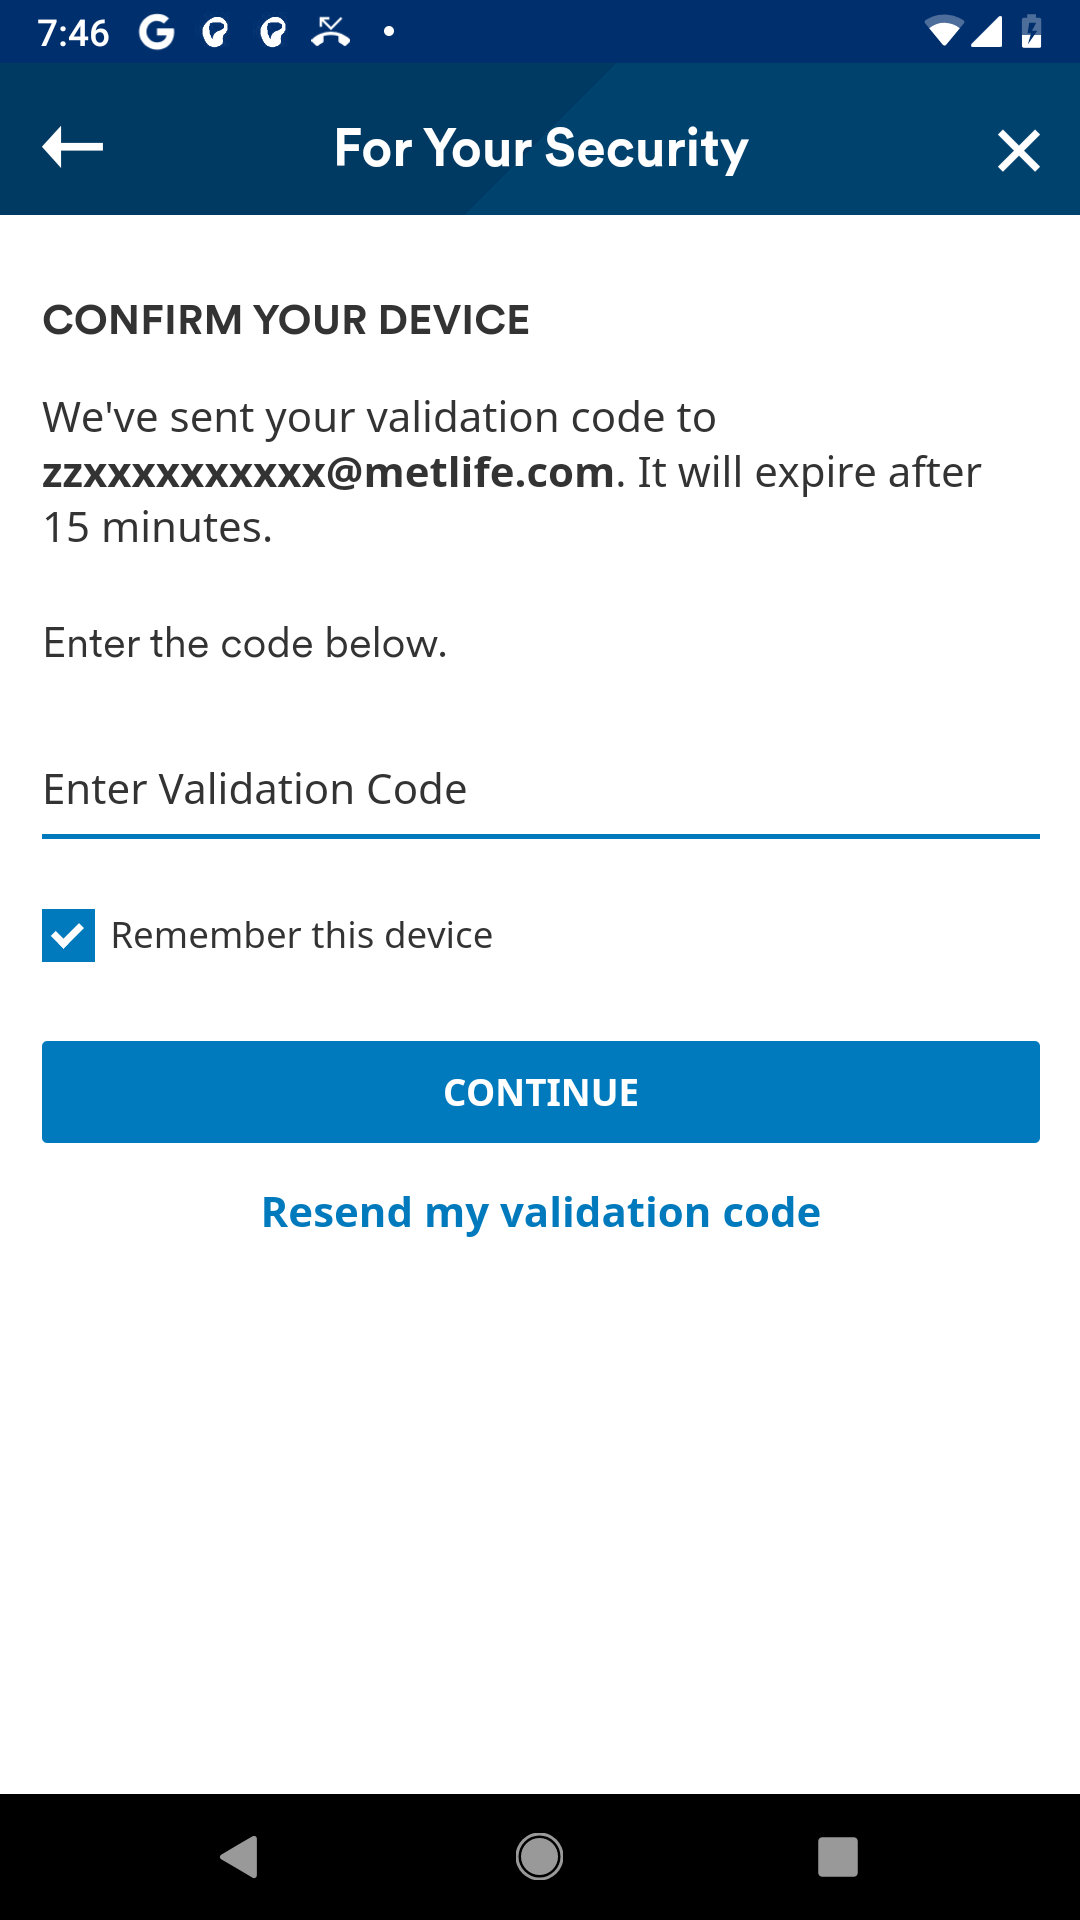 7:46
For Your Security
CONFIRM YOUR DEVICE
We've sent your validation code to
zzxxxxxxxxxx@metlife.com. It will expire after
15 minutes.
Enter the code below.
Enter Validation Code
Remember this device
CONTINUE
Resend my validation code